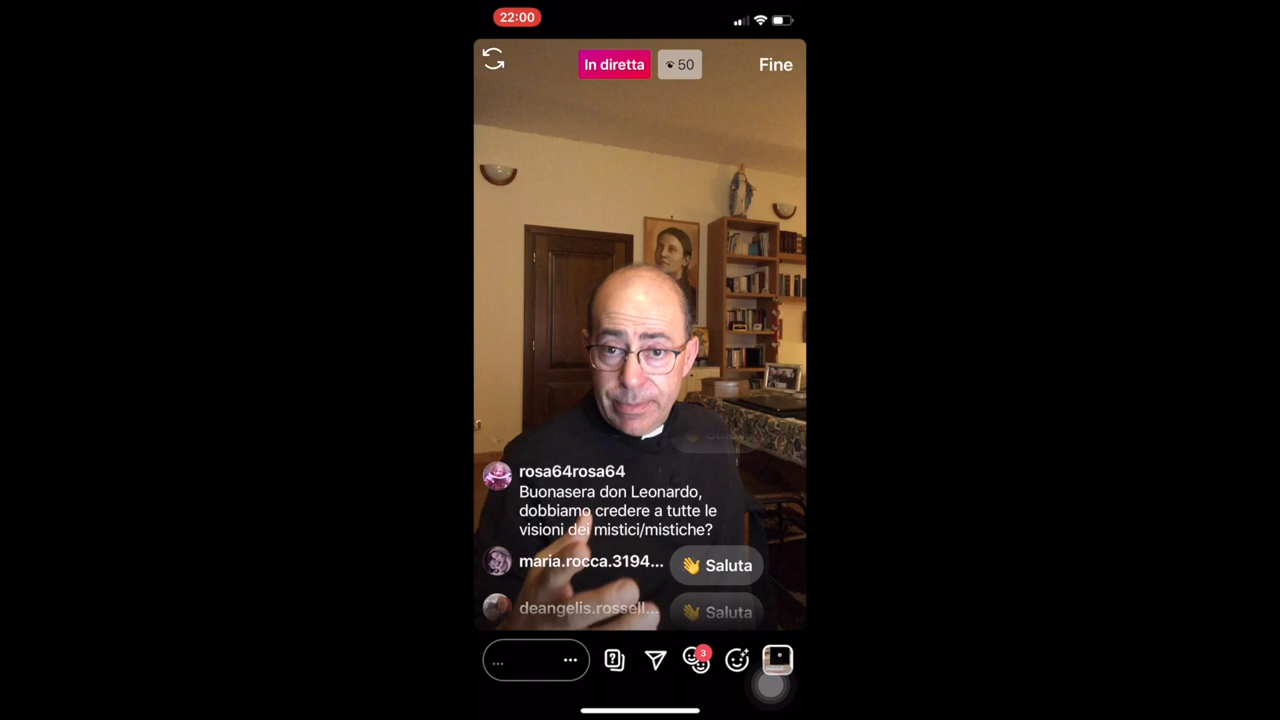 22:00
In diretta
50
Fine
rosa64rosa64
Buonasera don Leonardo,
dobbiamo credere a tutte le
visioni dei mistici/mistiche?
maria.rocca.3194...
👋 Saluta
deangelis.rossell...
👋 Saluta
...
3